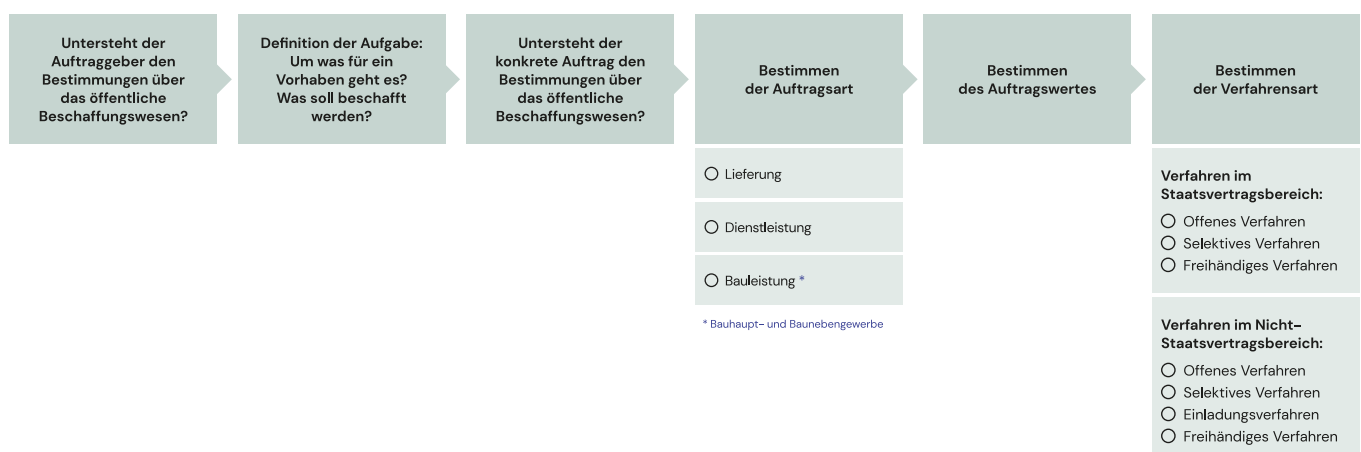 Untersteht der
Auftraggeber den
Bestimmungen über
das öffentliche
Beschaffungswesen?
Definition der Aufgabe:
Um was für ein
Vorhaben geht es?
Was soll beschafft
werden?
Untersteht der
konkrete Auftrag den
Bestimmungen über
das öffentliche
Beschaffungswesen?
Bestimmen
der Auftragsart
Bestimmen
des Auftragswertes
Bestimmen
der Verfahrensart
Lieferung
Dienstleistung
Bauleistung *
* Bauhaupt- und Baunebengewerbe
Verfahren im
Staatsvertragsbereich:
Offenes Verfahren
Selektives Verfahren
Freihändiges Verfahren
Verfahren im Nicht-
Staatsvertragsbereich:
Offenes Verfahren
Selektives Verfahren
Einladungsverfahren
Freihändiges Verfahren